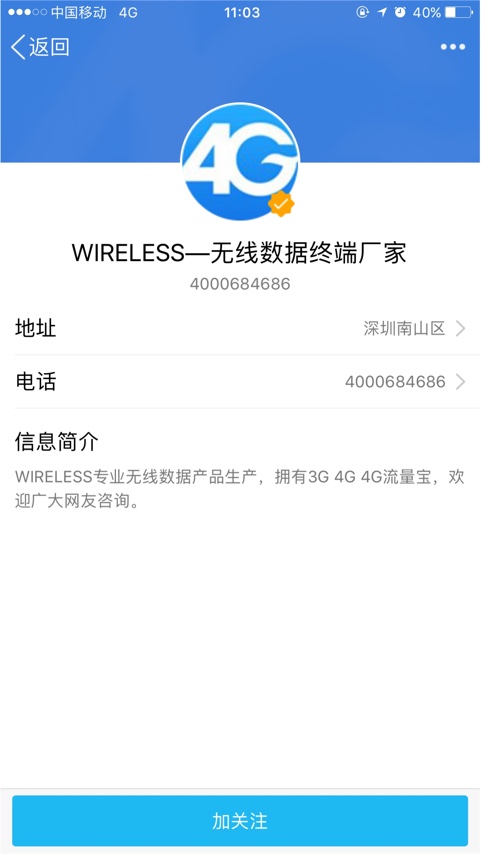 中国移动 4G 11:03 40%
返回
4G
WIRELESS—无线数据终端厂家
4000684686
地址 深圳南山区
电话 4000684686
信息简介
WIRELESS专业无线数据产品生产，拥有3G 4G 4G流量宝，欢
迎广大网友咨询。
加关注